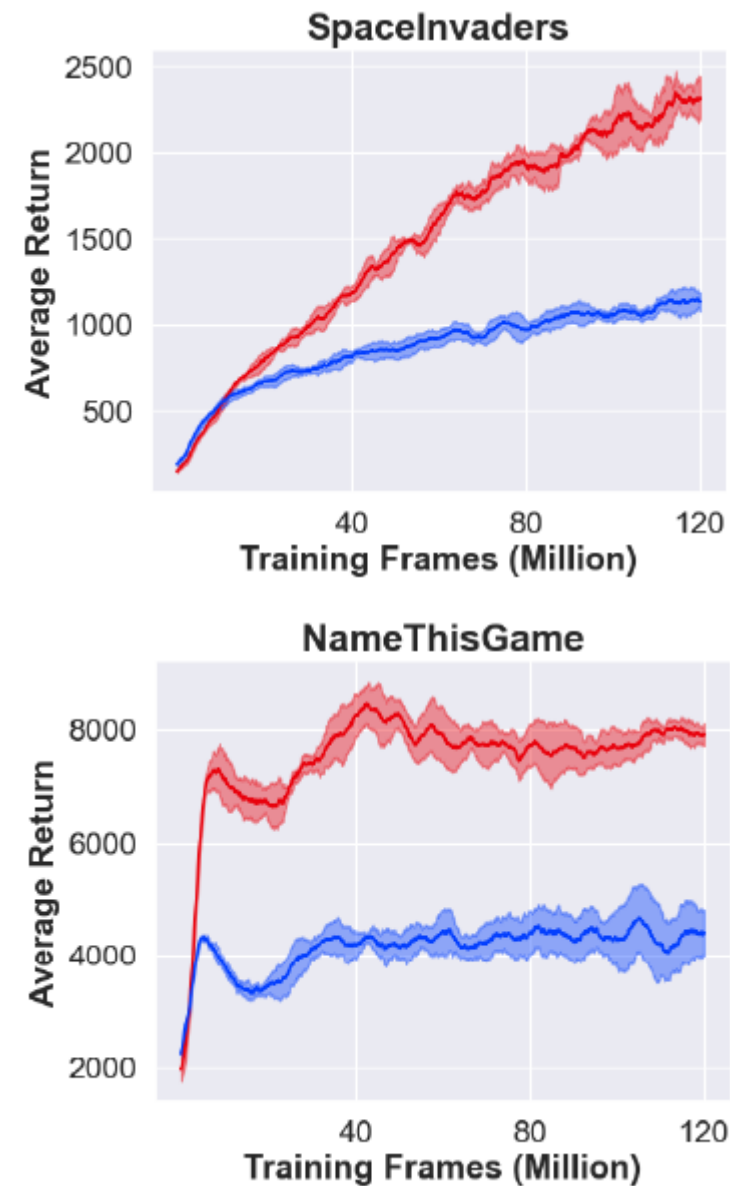 SpaceInvaders
2500
2000
1500
1000
500
Average Return
40 80 120
Training Frames (Million)
NameThisGame
8000
6000
4000
2000
Average Return
40 80 120
Training Frames (Million)